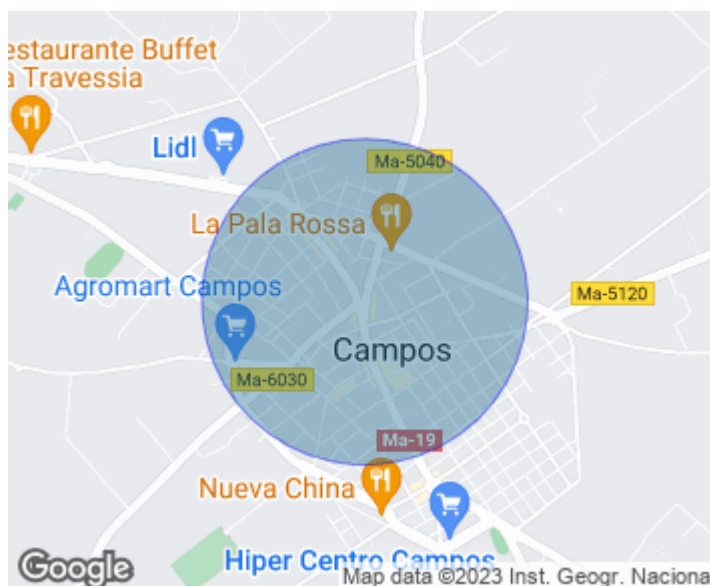 estaurante Buffet
a Travessia
Lidl
Ma-5040
La Pala Rossa
Agromart Campos
Ma-5120
Campos
Ma-6030
Ma-19
Nueva China
Hiper Centro Campos
Google
Map data ©2023 Inst. Geogr. Naciona